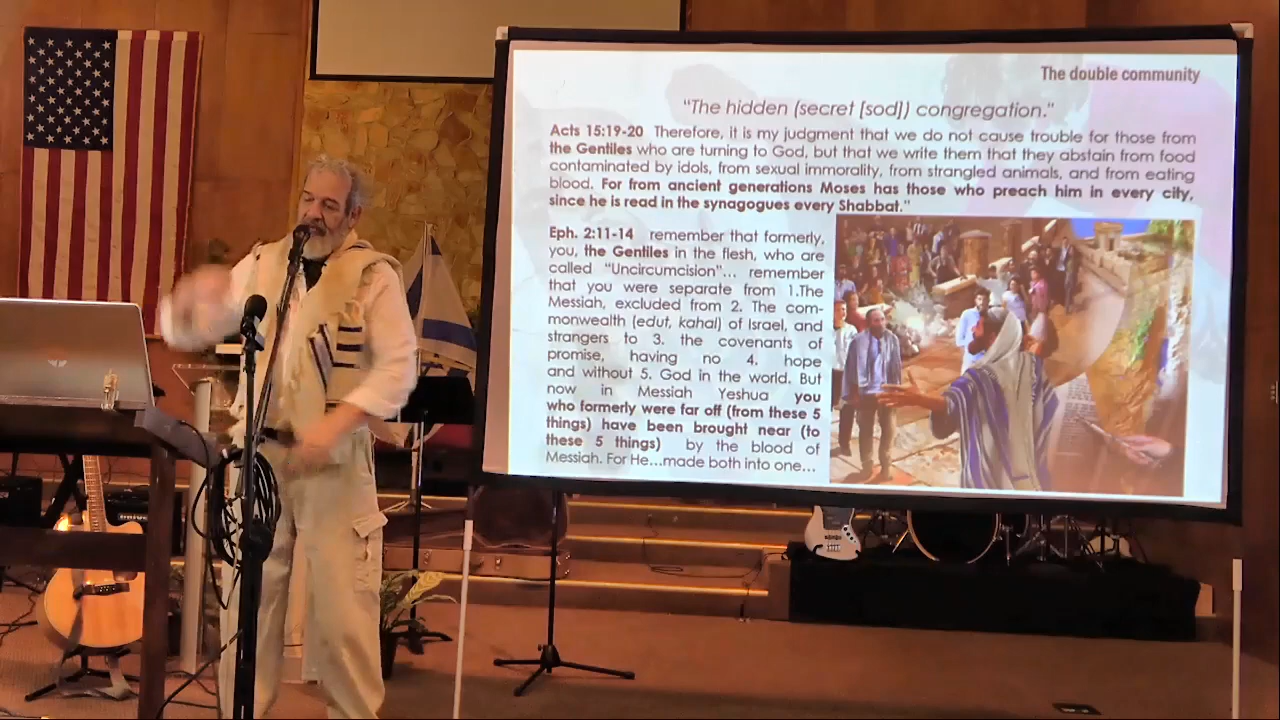 The double community
"The hidden (secret [sod]) congregation."
Acts 15:19-20 Therefore, it is my judgment that we do not cause trouble for those from
the Gentiles who are turning to God, but that we write them that they abstain from food
contaminated by idols, from sexual immorality, from strangled animals, and from eating
blood. For from ancient generations Moses has those who preach him in every city,
since he is read in the synagogues every Shabbat."
Eph. 2:11-14 remember that formerly,
you, the Gentiles in the flesh, who are
called "Uncircumcision"... remember
that you were separate from 1.The
Messiah, excluded from 2. The com-
monwealth (edut, kahal) of Israel, and
strangers to 3. the covenants of
promise, having no 4. hope
and without 5. God in the world. But
now in Messiah Yeshua you
who formerly were far off (from these 5
things) have been brought near (to
these 5 things) by the blood of
Messiah. For He...made both into one...